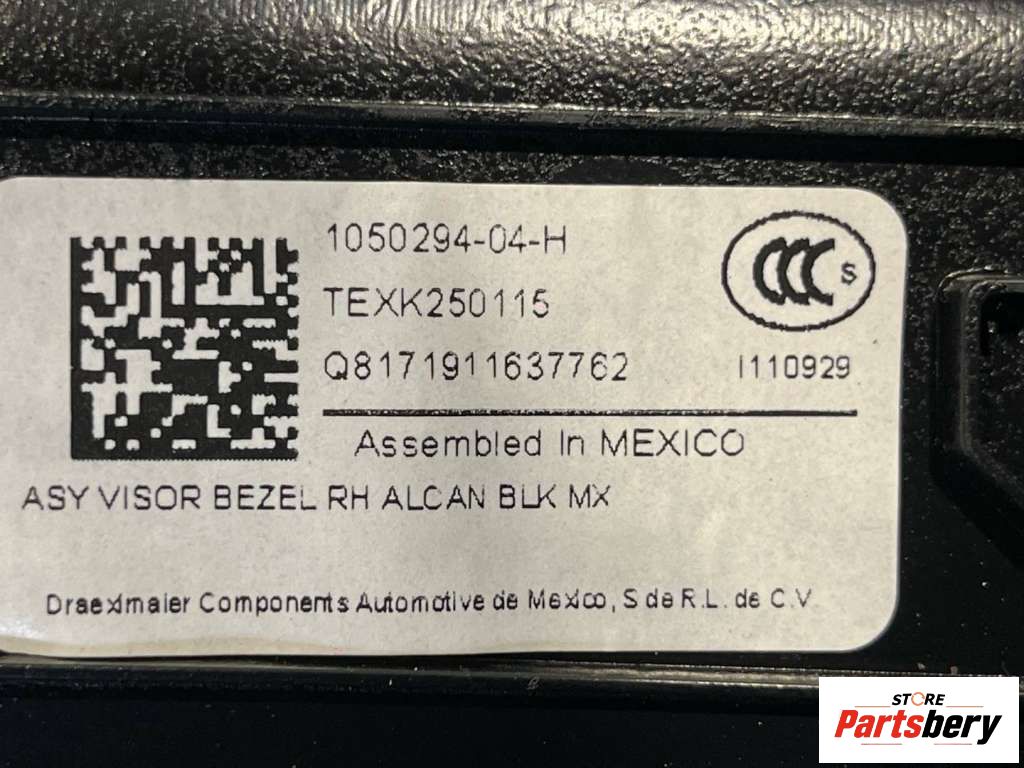 1050294-04-H
TEXK250115
Q8171911637762
CCC S
I110929
Assembled In MEXICO
ASY VISOR BEZEL RH ALCAN BLK MX
Draexlmaier Components Automotive de Mexico, S de R.L. de C.V
STORE
Partsbery